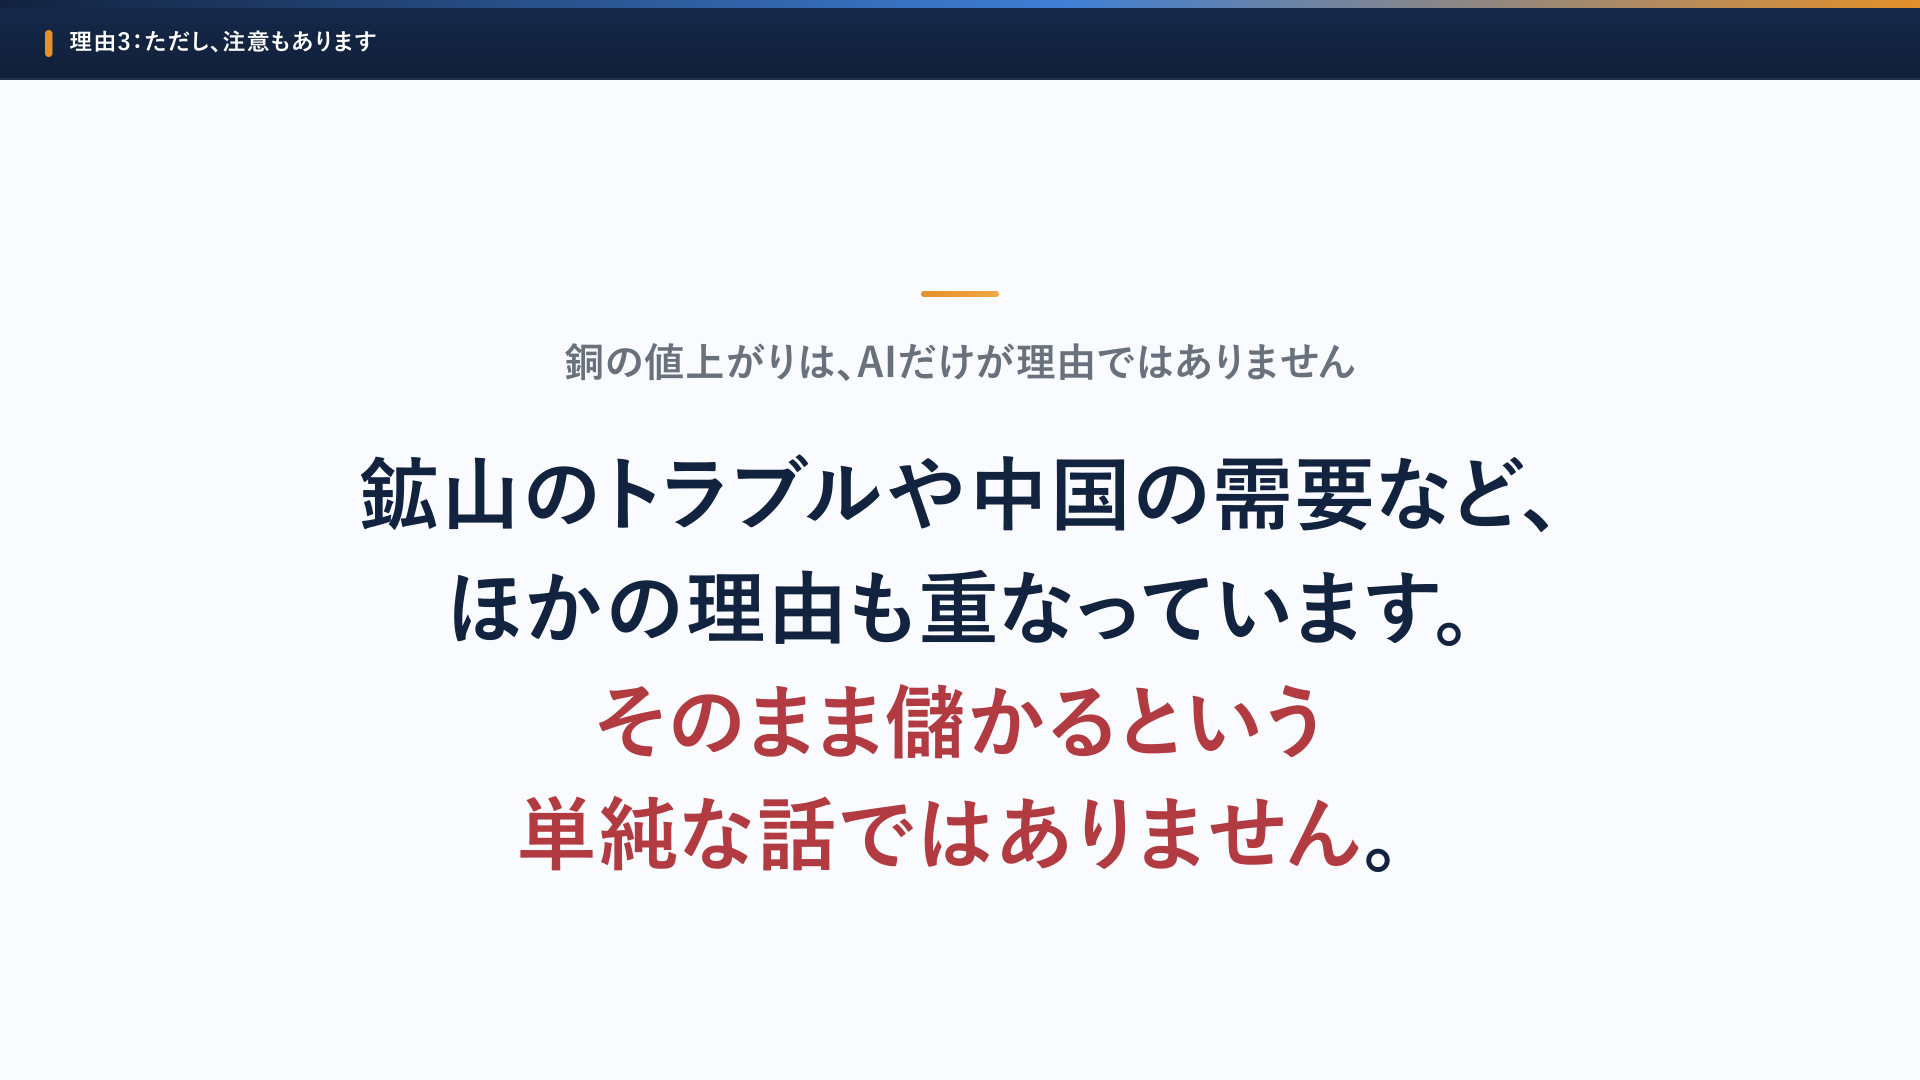 理由3：ただし、注意もあります
銅の値上がりは、AIだけが理由ではありません
鉱山のトラブルや中国の需要など、
ほかの理由も重なっています。
そのまま儲かるという
単純な話ではありません。